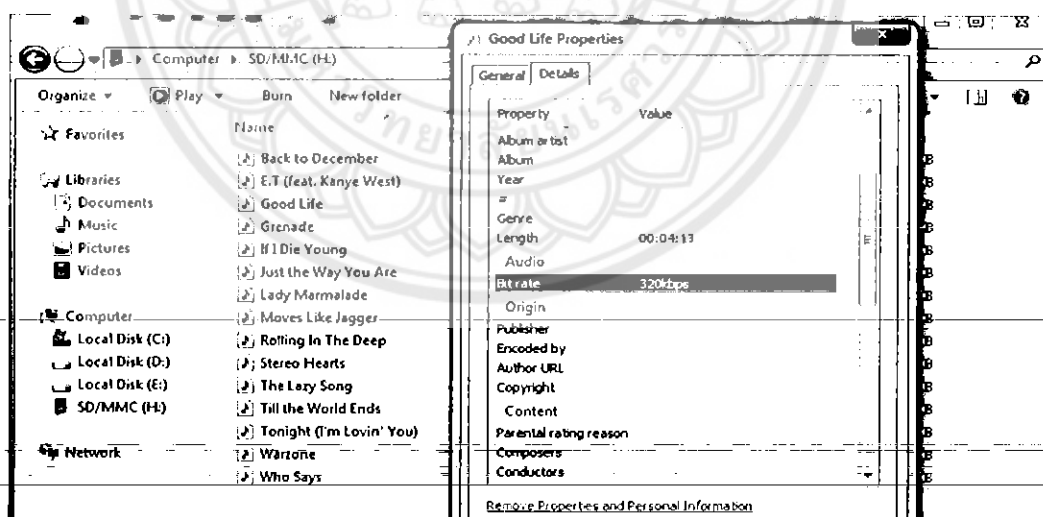 Computer ▸ SD/MMC (H:)
Organize
Play
Burn
New folder
Favorites
Libraries
Documents
Music
Pictures
Videos
Computer
Local Disk (C:)
Local Disk (D:)
Local Disk (E:)
SD/MMC (H:)
Network
Name
Back to December
E.T (feat. Kanye West)
Good Life
Grenade
If I Die Young
Just the Way You Are
Lady Marmalade
Moves Like Jagger
Rolling In The Deep
Stereo Hearts
The Lazy Song
Till the World Ends
Tonight (I'm Lovin' You)
Warzone
Who Says
Good Life Properties
General Details
Property Value
Album artist
Album
Year
#
Genre
Length 00:04:13
Audio
Bit rate 320kbps
Origin
Publisher
Encoded by
Author URL
Copyright
Content
Parental rating reason
Composers
Conductors
Remove Properties and Personal Information